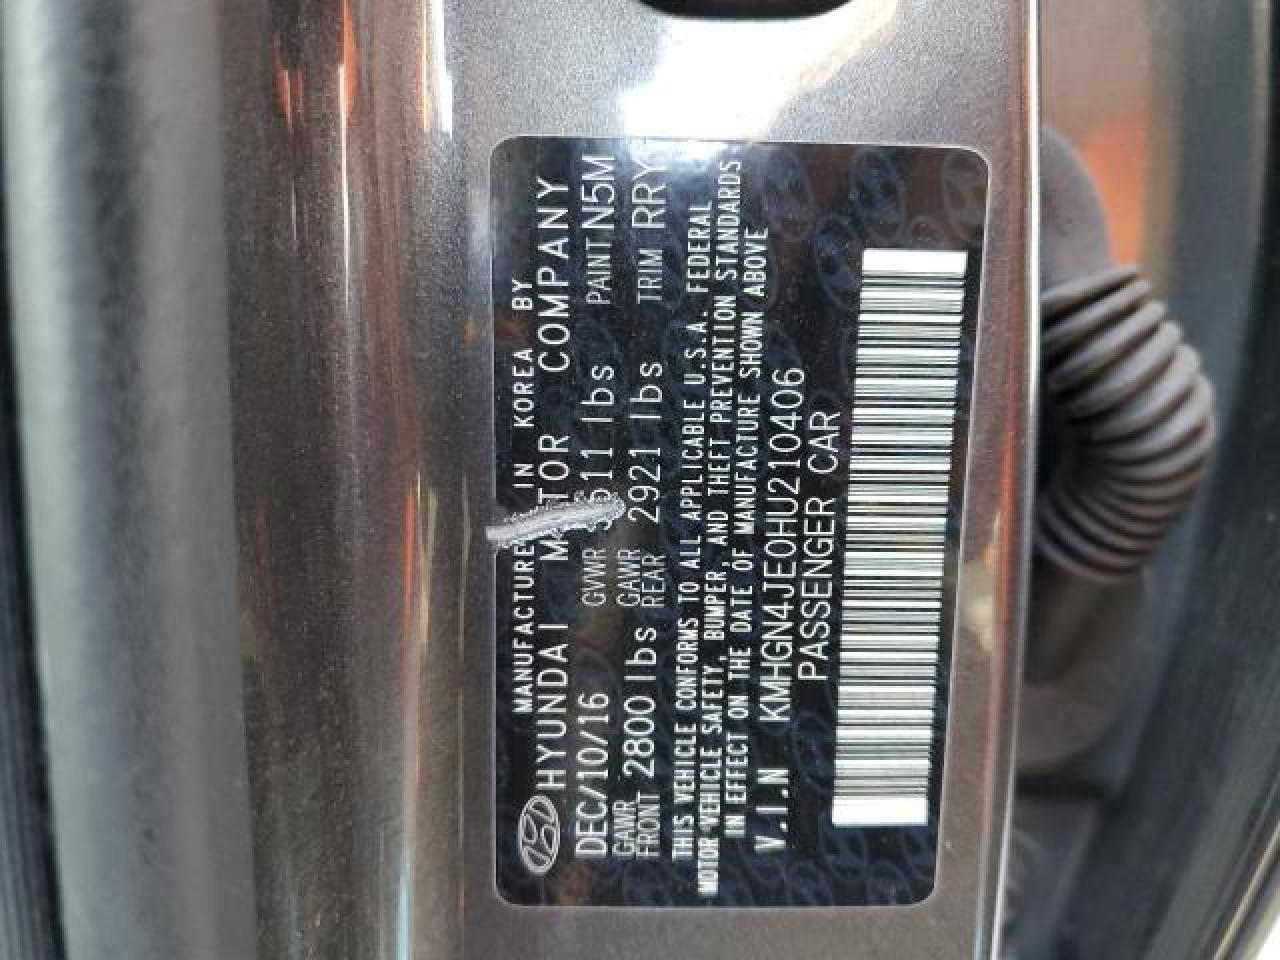 MANUFACTURED IN KOREA BY
HYUNDAI MOTOR COMPANY
DEC/10/16 GVWR lbs PAINT N5M
GAWR FRONT 2800 lbs GAWR REAR 2921 lbs TRIM RRY
THIS VEHICLE CONFORMS TO ALL APPLICABLE U.S.A. FEDERAL
MOTOR VEHICLE SAFETY, BUMPER, AND THEFT PREVENTION STANDARDS
IN EFFECT ON THE DATE OF MANUFACTURE SHOWN ABOVE
V.I.N KMHGN4JE0HU210406
PASSENGER CAR